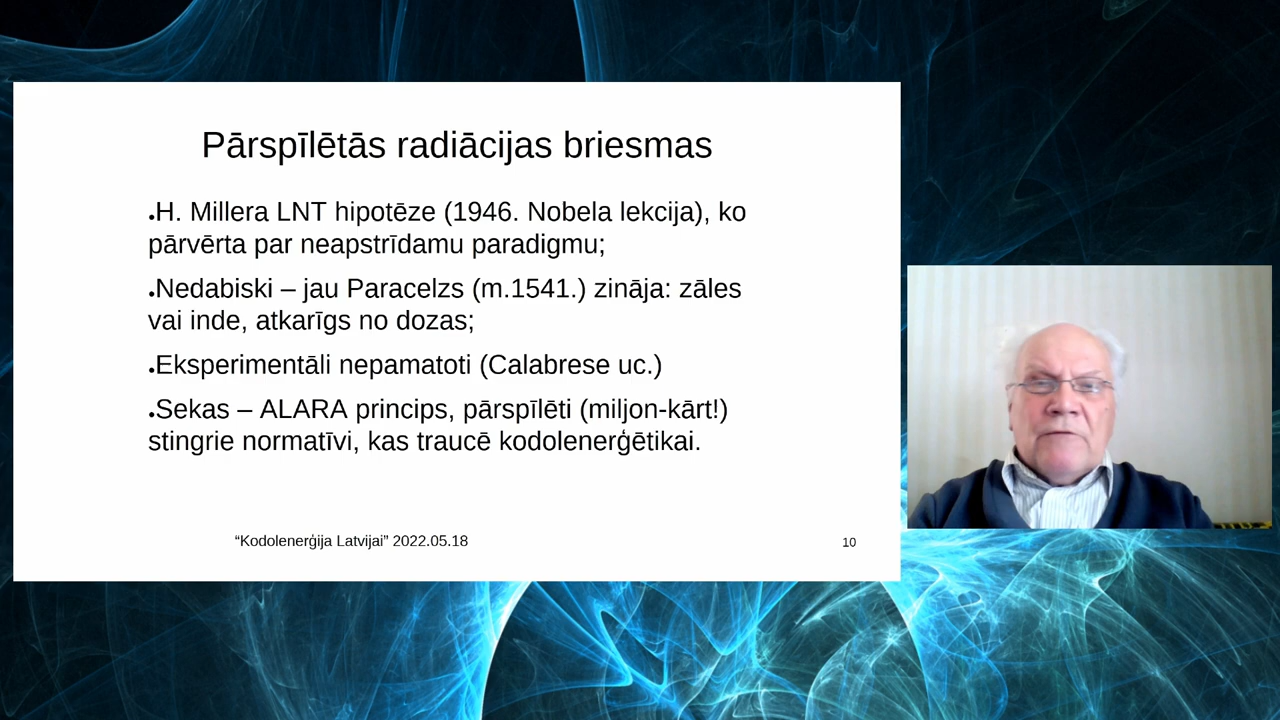 Pārspīlētās radiācijas briesmas
•H. Millera LNT hipotēze (1946. Nobela lekcija), ko
pārvērta par neapstrīdamu paradigmu;
•Nedabiski – jau Paracelzs (m.1541.) zināja: zāles
vai inde, atkarīgs no dozas;
•Eksperimentāli nepamatoti (Calabrese uc.)
•Sekas – ALARA princips, pārspīlēti (miljon-kārt!)
stingrie normatīvi, kas traucē kodolenerģētikai.
“Kodolenerģija Latvijai” 2022.05.18
10